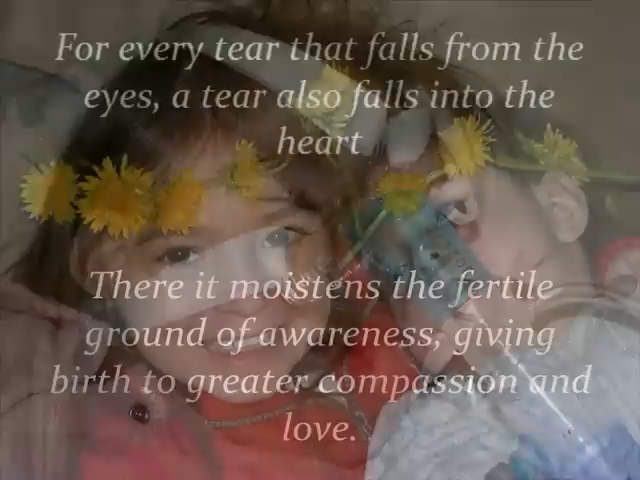 For every tear that falls from the
eyes, a tear also falls into the
heart
There it moistens the fertile
ground of awareness, giving
birth to greater compassion and
love.